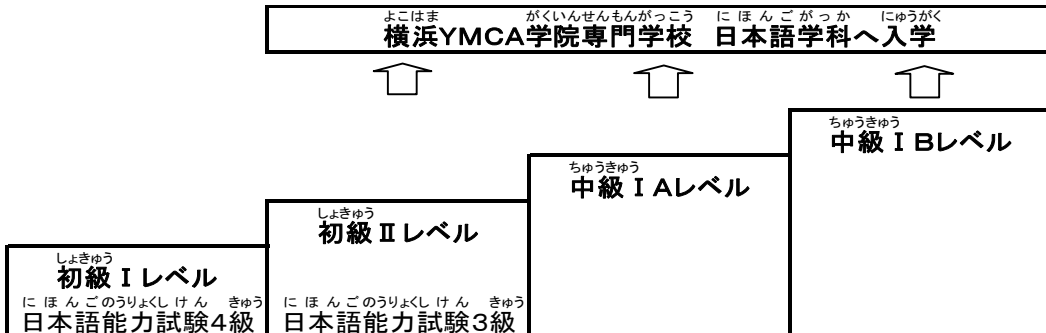 よこはま がくいんせんもんがっこう にほんごがっか にゅうがく
横浜YMCA学院専門学校 日本語学科へ入学
ちゅうきゅう
中級ⅠBレベル
ちゅうきゅう
中級ⅠAレベル
しょきゅう
初級Ⅱレベル
しょきゅう
初級Ⅰレベル
にほんごのうりょくしけん きゅう
日本語能力試験4級
にほんごのうりょくしけん きゅう
日本語能力試験3級